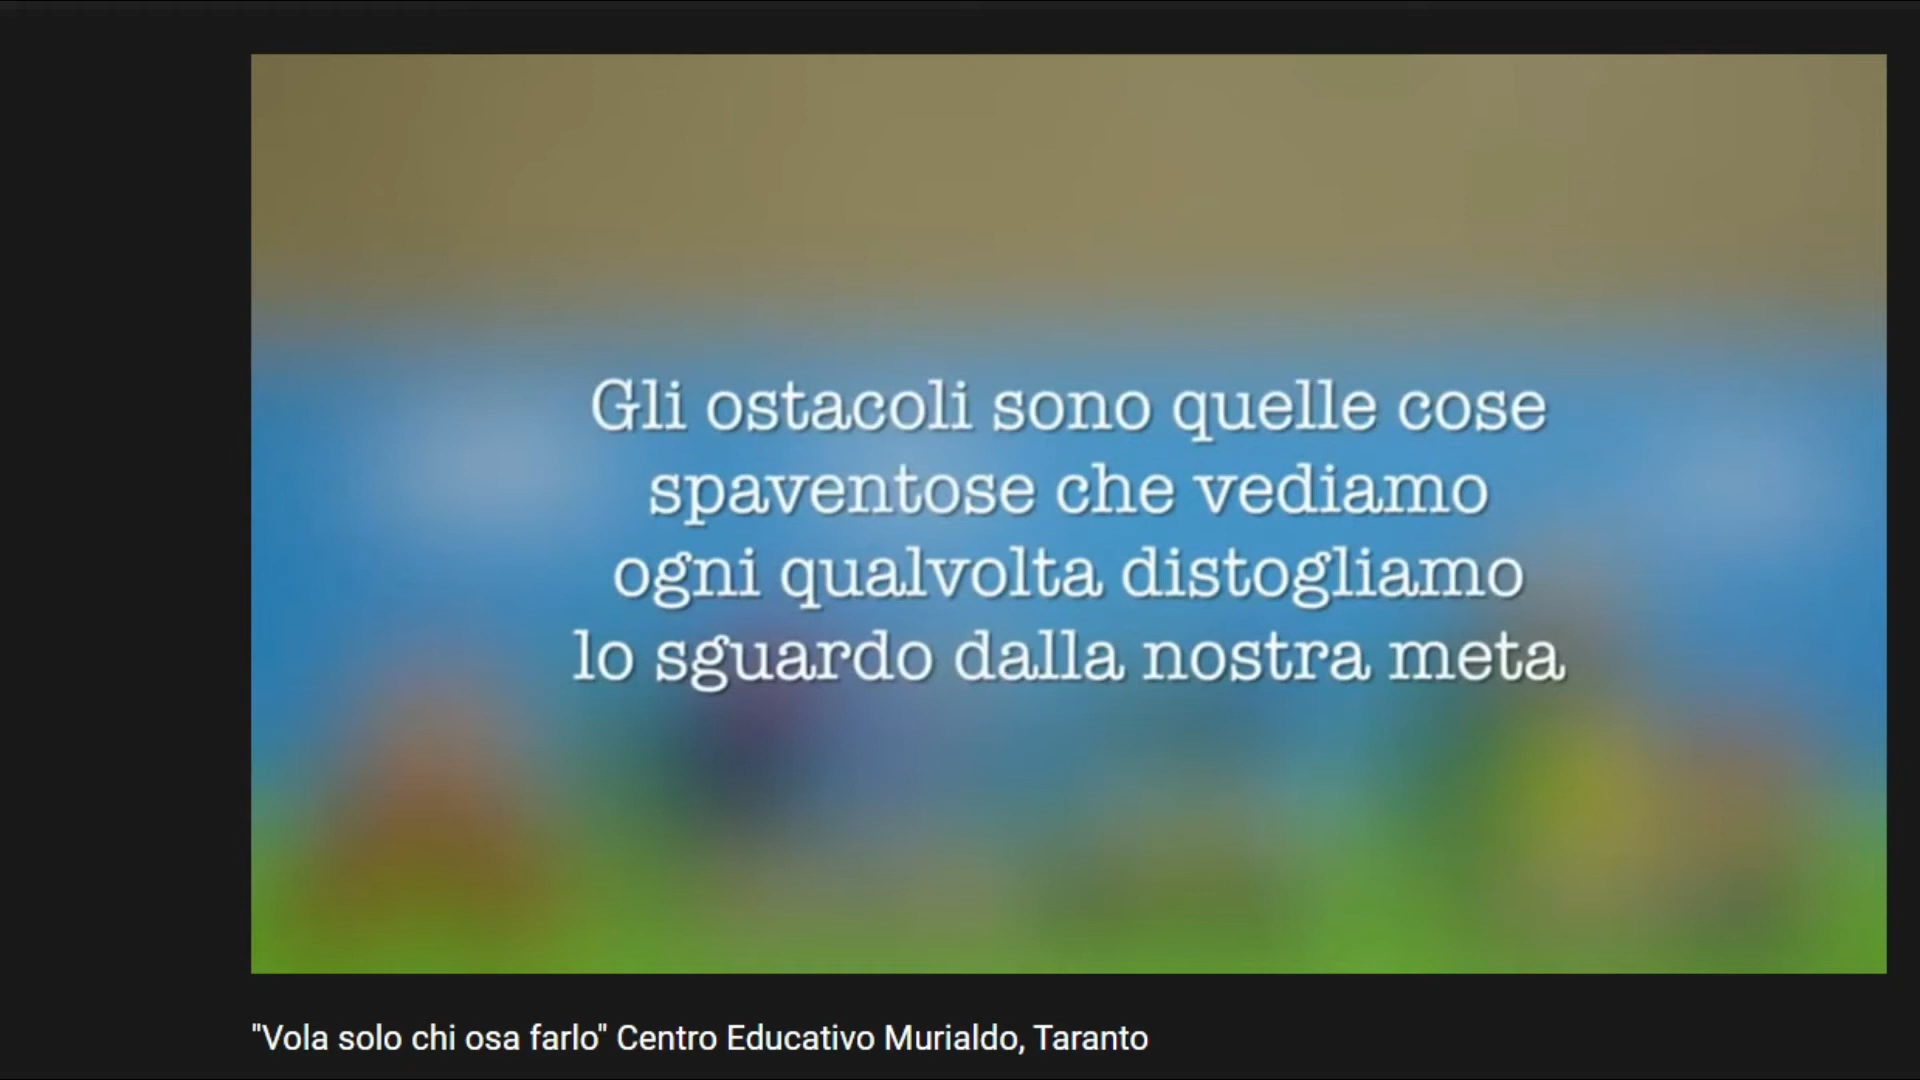 Gli ostacoli sono quelle cose
spaventose che vediamo
ogni qualvolta distogliamo
lo sguardo dalla nostra meta
"Vola solo chi osa farlo" Centro Educativo Murialdo, Taranto